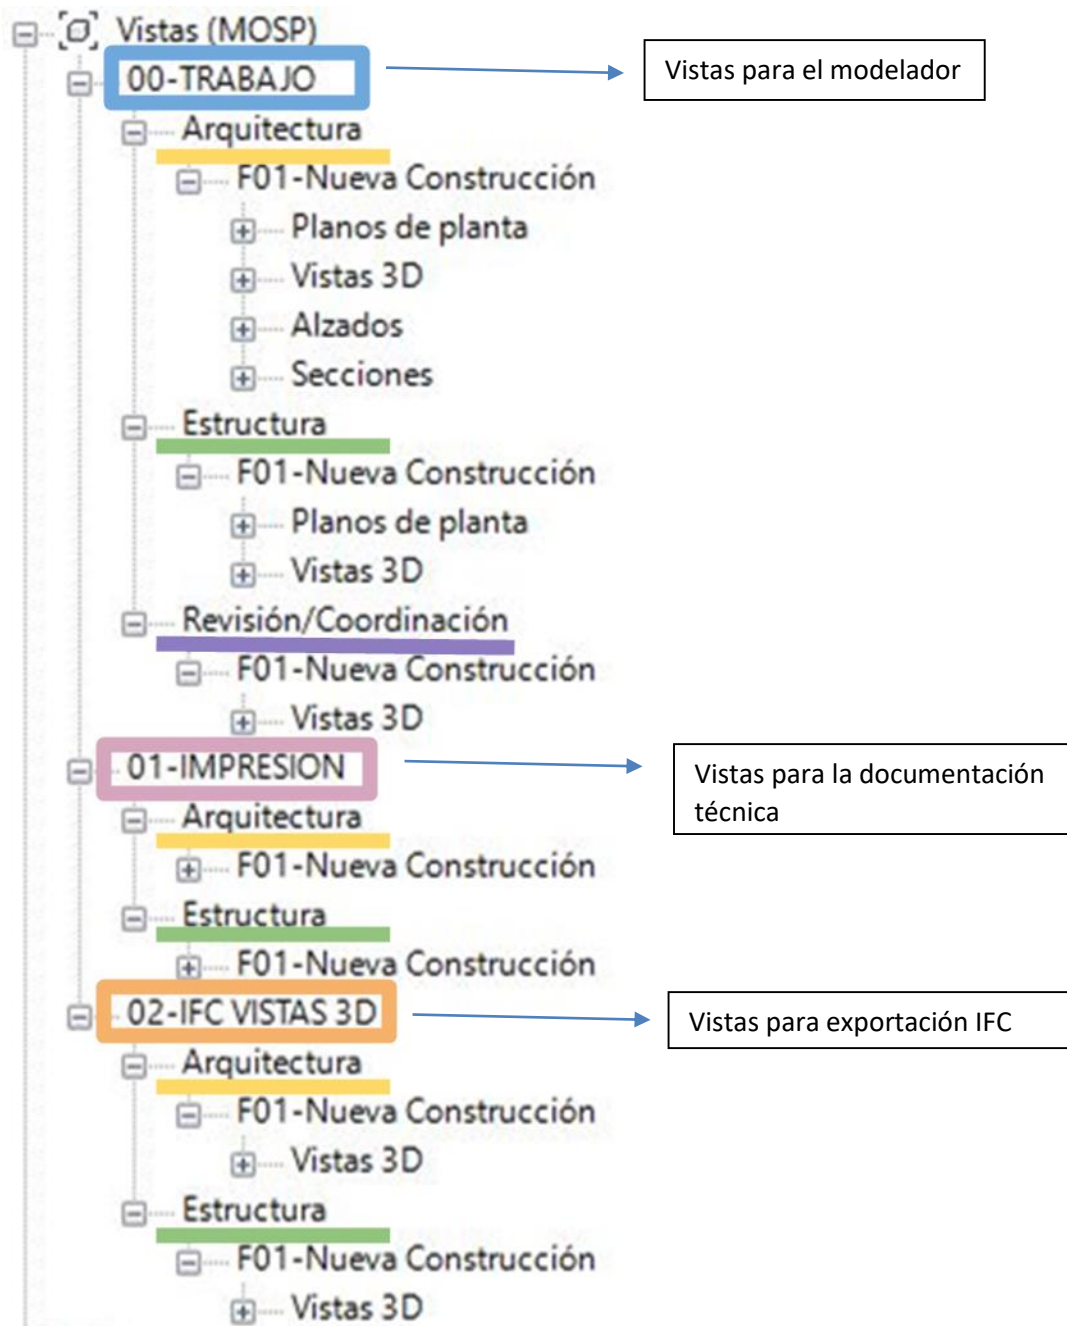 Vistas (MOSP)
00-TRABAJO
Vistas para el modelador
Arquitectura
F01-Nueva Construcción
Planos de planta
Vistas 3D
Alzados
Secciones
Estructura
F01-Nueva Construcción
Planos de planta
Vistas 3D
Revisión/Coordinación
F01-Nueva Construcción
Vistas 3D
01-IMPRESION
Vistas para la documentación
técnica
Arquitectura
F01-Nueva Construcción
Estructura
F01-Nueva Construcción
02-IFC VISTAS 3D
Vistas para exportación IFC
Arquitectura
F01-Nueva Construcción
Vistas 3D
Estructura
F01-Nueva Construcción
Vistas 3D